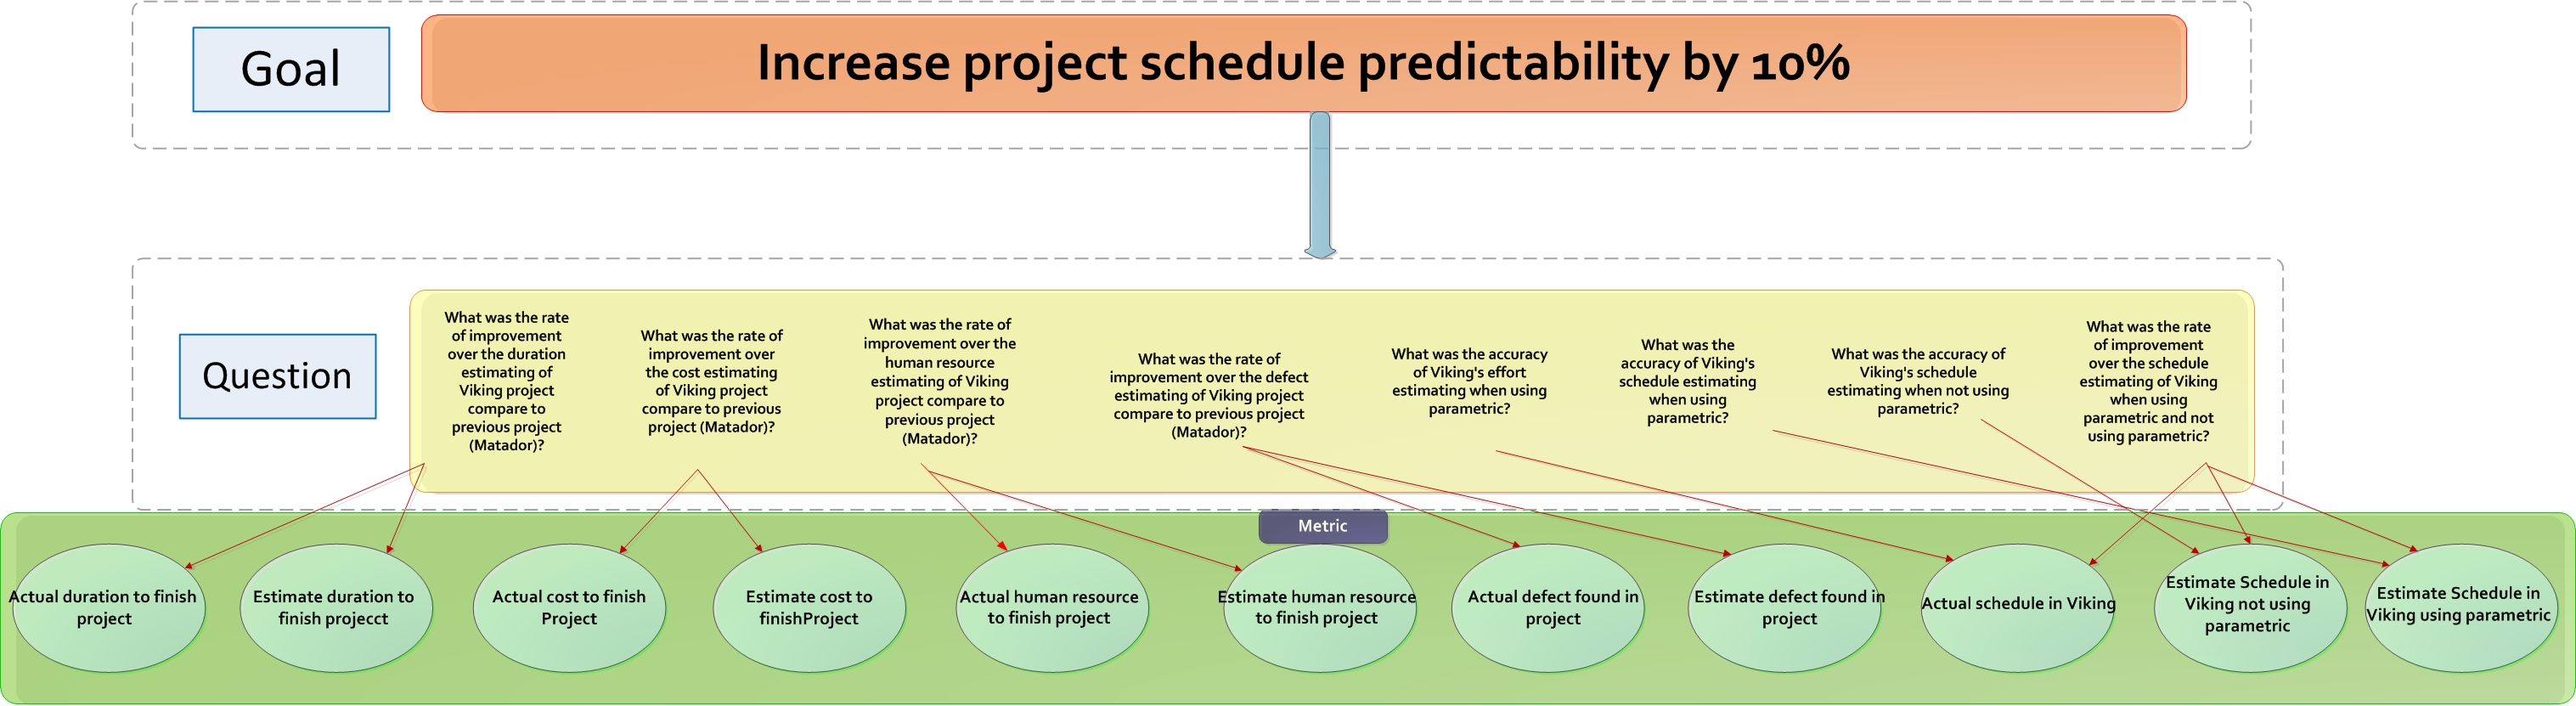 Goal
Increase project schedule predictability by 10%
Question
What was the rate
of improvement
over the duration
estimating of
Viking project
compare to
previous project
(Matador)?
What was the rate of
improvement over
the cost estimating
of Viking project
compare to previous
project (Matador)?
What was the rate of
improvement over the
human resource
estimating of Viking
project compare to
previous project
(Matador)?
What was the rate of
improvement over the defect
estimating of Viking project
compare to previous project
(Matador)?
What was the accuracy
of Viking's effort
estimating when using
parametric?
What was the
accuracy of Viking's
schedule estimating
when using
parametric?
What was the accuracy of
Viking's schedule
estimating when not using
parametric?
What was the rate
of improvement
over the schedule
estimating of Viking
when using
parametric and not
using parametric?
Metric
Actual duration to finish
project
Estimate duration to
finish projecct
Actual cost to finish
Project
Estimate cost to
finishProject
Actual human resource
to finish project
Estimate human resource
to finish project
Actual defect found in
project
Estimate defect found in
project
Actual schedule in Viking
Estimate Schedule in
Viking not using
parametric
Estimate Schedule in
Viking using parametric